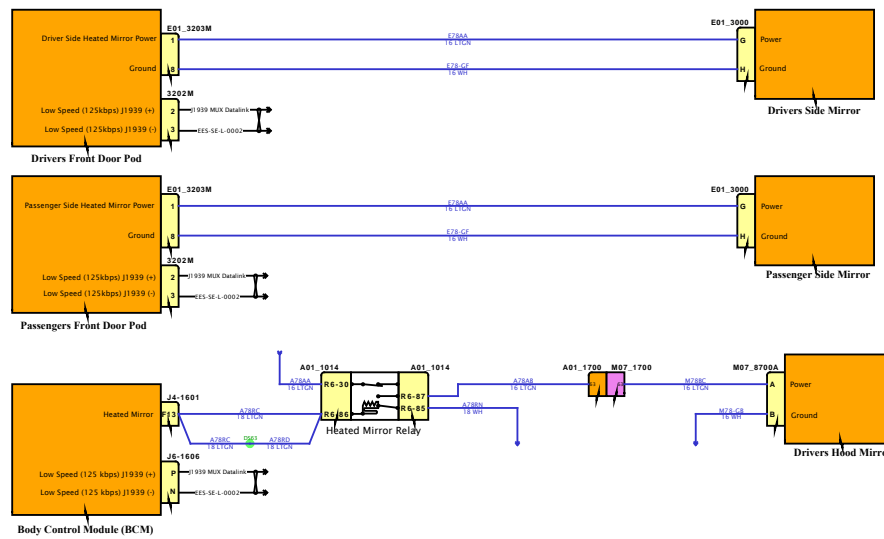 E01_3203M
E01_3000
Driver Side Heated Mirror Power
1
E78AA
16 LTGN
G
Power
Ground
8
E78-GF
16 WH
H
Ground
3202M
Low Speed (125kbps) J1939 (+)
2
J1939 MUX Datalink
Low Speed (125kbps) J1939 (-)
3
EES-SE-L-0002
Drivers Side Mirror
Drivers Front Door Pod
E01_3203M
E01_3000
Passenger Side Heated Mirror Power
1
E78AA
16 LTGN
G
Power
Ground
8
E78-GF
16 WH
H
Ground
3202M
Low Speed (125kbps) J1939 (+)
2
J1939 MUX Datalink
Low Speed (125kbps) J1939 (-)
3
EES-SE-L-0002
Passenger Side Mirror
Passengers Front Door Pod
A01_1014
A01_1014
A01_1700
M07_1700
M07_8700A
A78AA
16 LTGN
R6-30
R6-87
A78AB
16 LTGN
M78BC
16 LTGN
A
Power
J4-1601
Heated Mirror
F13
A78RC
18 LTGN
R6-86
R6-85
A78RN
18 WH
M78-GB
16 WH
B
Ground
Heated Mirror Relay
A78RC
18 LTGN
D563
A78RD
18 LTGN
Drivers Hood Mirro
J6-1606
Low Speed (125 kbps) J1939 (+)
P
J1939 MUX Datalink
Low Speed (125 kbps) J1939 (-)
N
EES-SE-L-0002
Body Control Module (BCM)